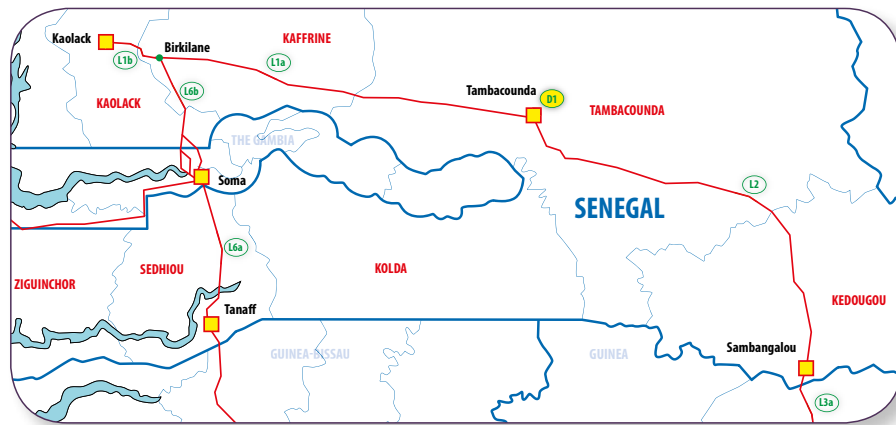 Kaolack
Birkilane
KAFFRINE
L1b
L1a
L6b
KAOLACK
Tambacounda
D1
TAMBACOUNDA
THE GAMBIA
Soma
L2
SENEGAL
L6a
SEDHIOU
KOLDA
ZIGUINCHOR
KEDOUGOU
Tanaff
GUINEA-BISSAU
GUINEA
Sambangalou
L3a